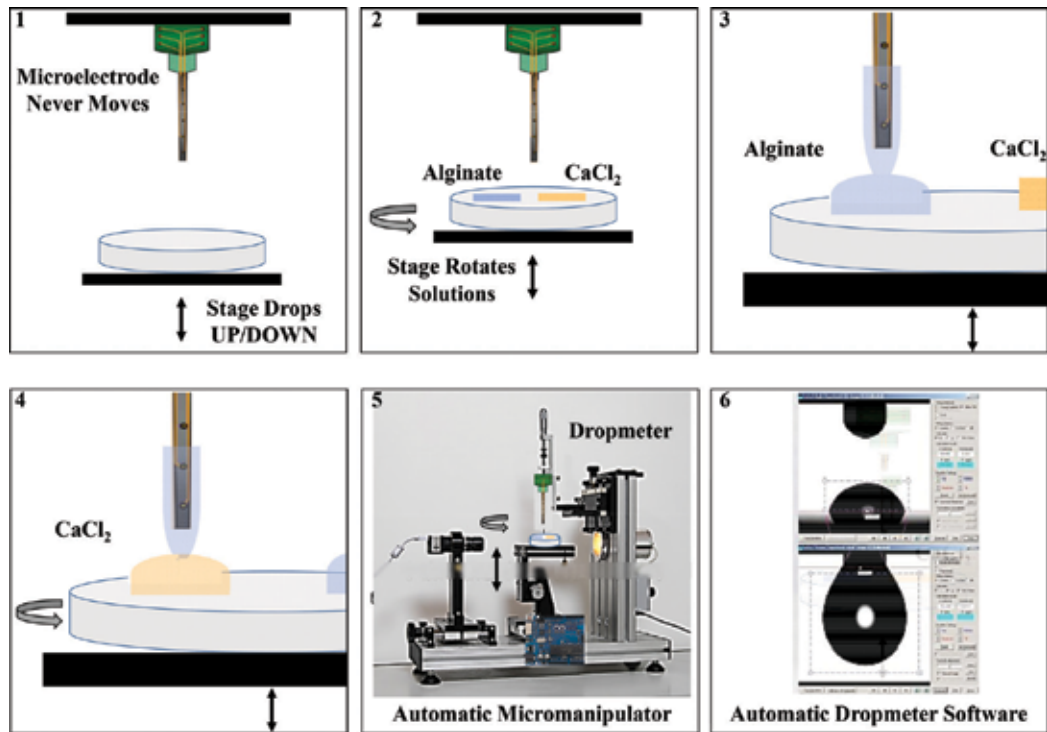 1
Microelectrode
Never Moves
Stage Drops
UP/DOWN
2
Alginate
CaCl₂
Stage Rotates
Solutions
3
Alginate
CaCl₂
4
CaCl₂
5
Dropmeter
Automatic Micromanipulator
6
Automatic Dropmeter Software